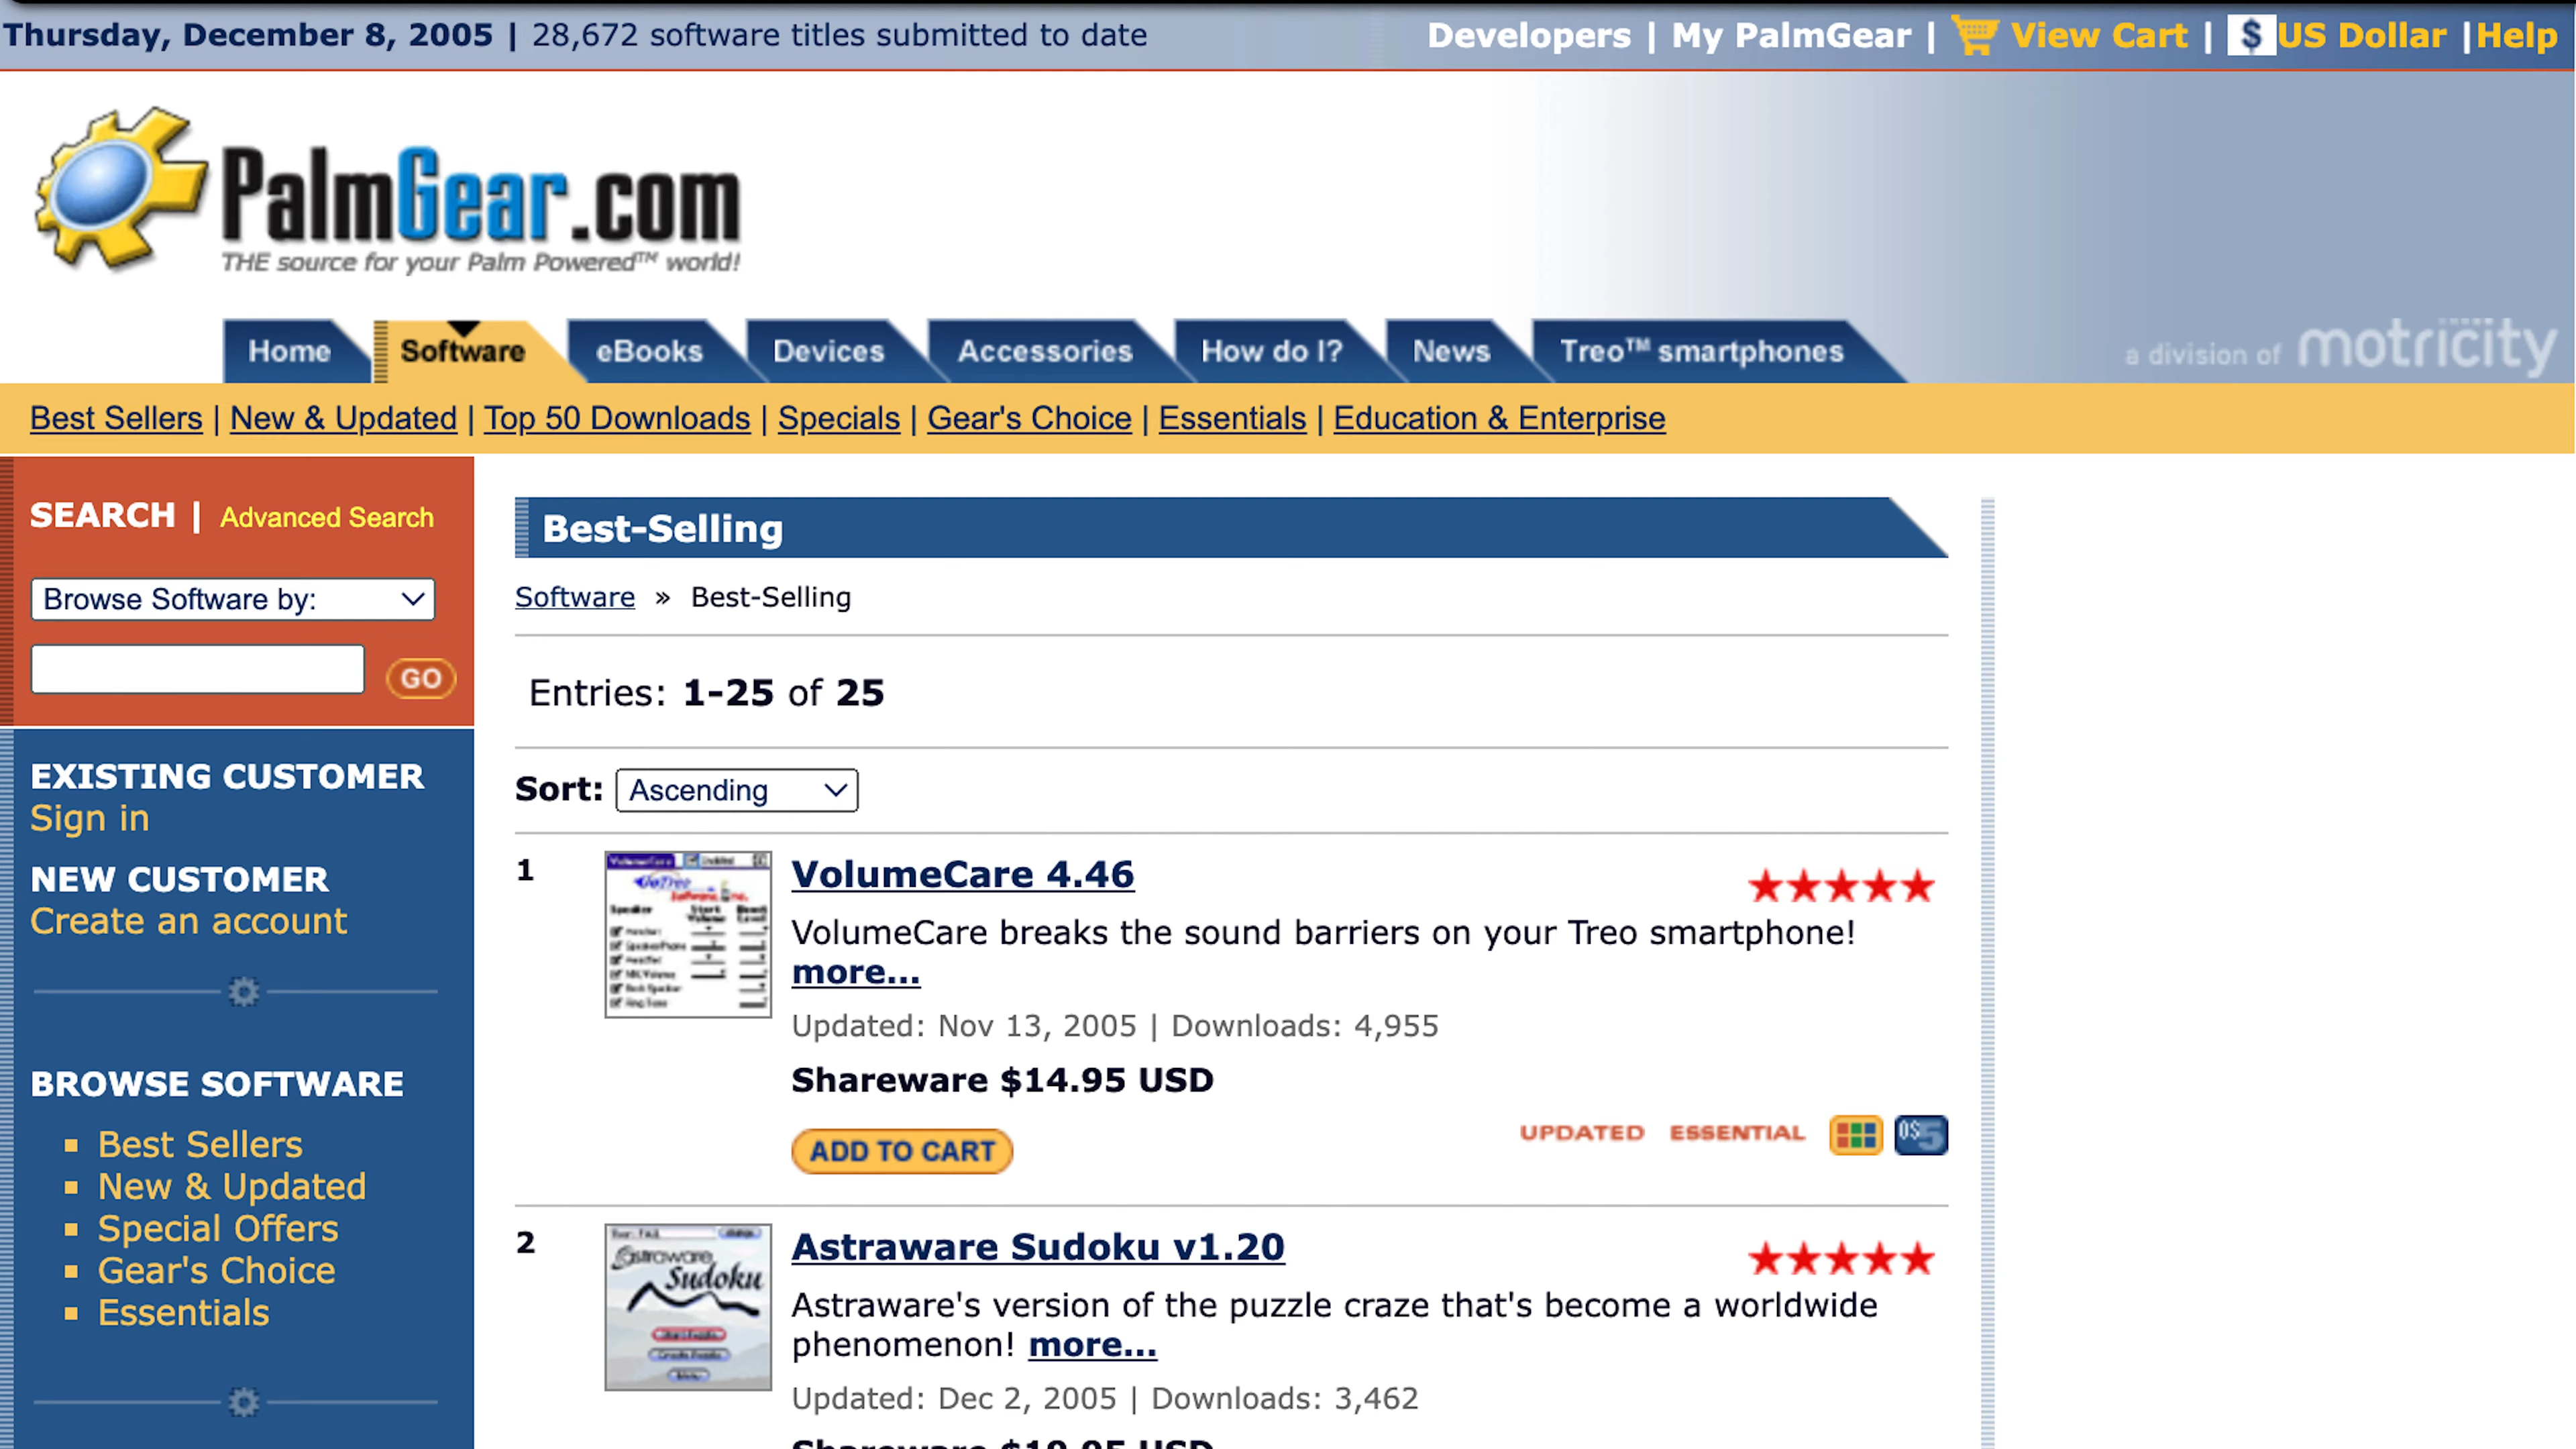 Thursday, December 8, 2005 | 28,672 software titles submitted to date
Developers | My PalmGear | View Cart | $ US Dollar | Help
PalmGear.com
THE source for your Palm Powered™ world!
Home Software eBooks Devices Accessories How do I? News Treo™ smartphones
a division of motricity
Best Sellers | New & Updated | Top 50 Downloads | Specials | Gear's Choice | Essentials | Education & Enterprise
SEARCH | Advanced Search
Browse Software by:
GO
EXISTING CUSTOMER
Sign in
NEW CUSTOMER
Create an account
BROWSE SOFTWARE
Best Sellers
New & Updated
Special Offers
Gear's Choice
Essentials
Best-Selling
Software » Best-Selling
Entries: 1-25 of 25
Sort: Ascending
1
VolumeCare 4.46
VolumeCare breaks the sound barriers on your Treo smartphone!
more...
Updated: Nov 13, 2005 | Downloads: 4,955
Shareware $14.95 USD
ADD TO CART
UPDATED ESSENTIAL OS5
2
Astraware
Sudoku
Astraware Sudoku v1.20
Astraware's version of the puzzle craze that's become a worldwide
phenomenon! more...
Updated: Dec 2, 2005 | Downloads: 3,462